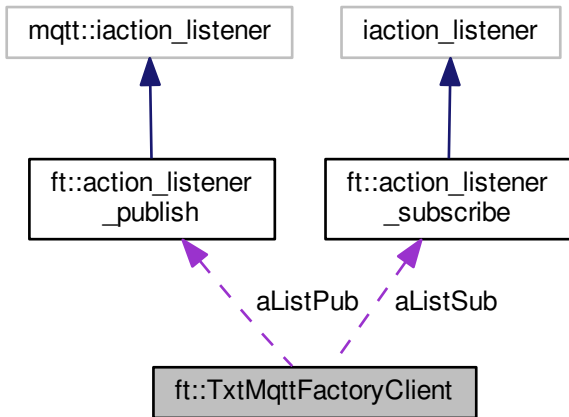 mqtt::iaction_listener
iaction_listener
ft::action_listener
_publish
ft::action_listener
_subscribe
aListPub
aListSub
ft::TxtMqttFactoryClient